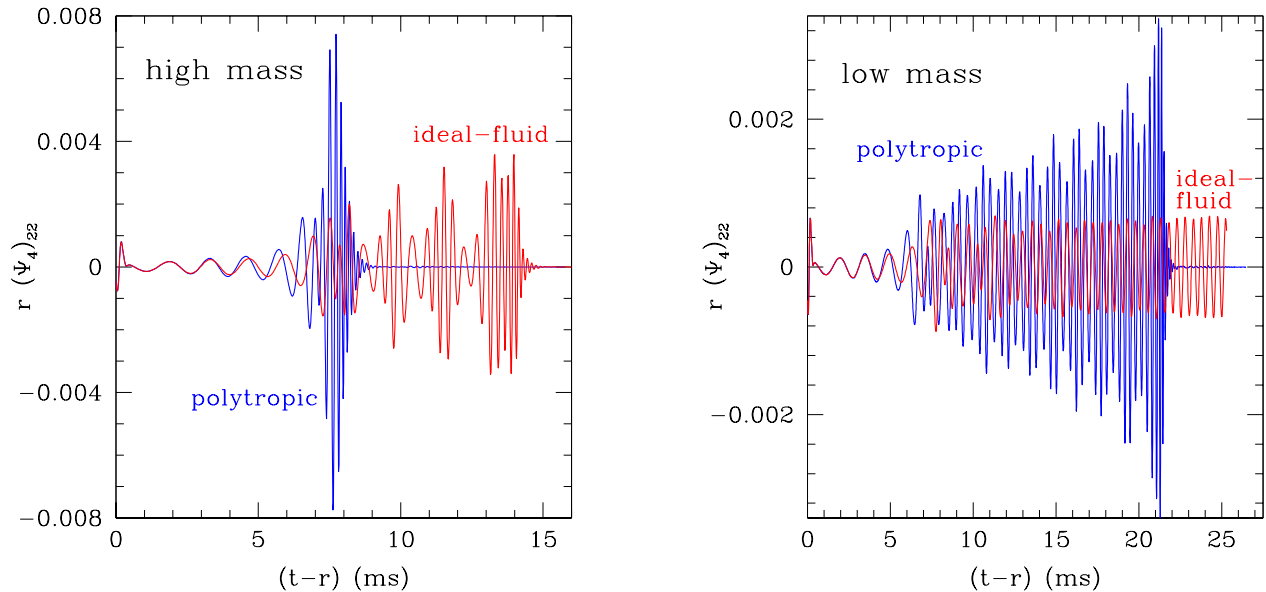 high mass
ideal-fluid
polytropic
r (Ψ₄)₂₂
0.008
0.004
0
-0.004
-0.008
0 5 10 15
(t-r) (ms)
low mass
polytropic
ideal-
fluid
r (Ψ₄)₂₂
0.002
0
-0.002
0 5 10 15 20 25
(t-r) (ms)